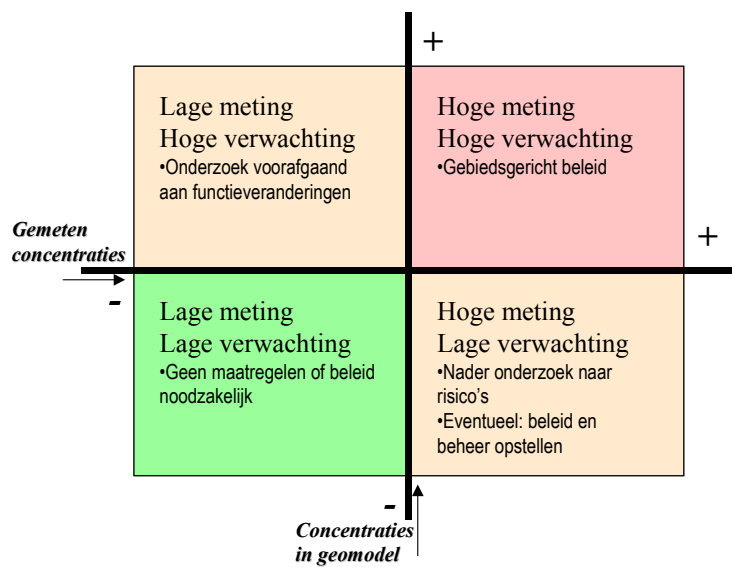 +
Lage meting
Hoge verwachting
•Onderzoek voorafgaand
aan functieveranderingen
Hoge meting
Hoge verwachting
•Gebiedsgericht beleid
Gemeten
concentraties
+
-
Lage meting
Lage verwachting
•Geen maatregelen of beleid
noodzakelijk
Hoge meting
Lage verwachting
•Nader onderzoek naar
risico's
•Eventueel: beleid en
beheer opstellen
-
Concentraties
in geomodel